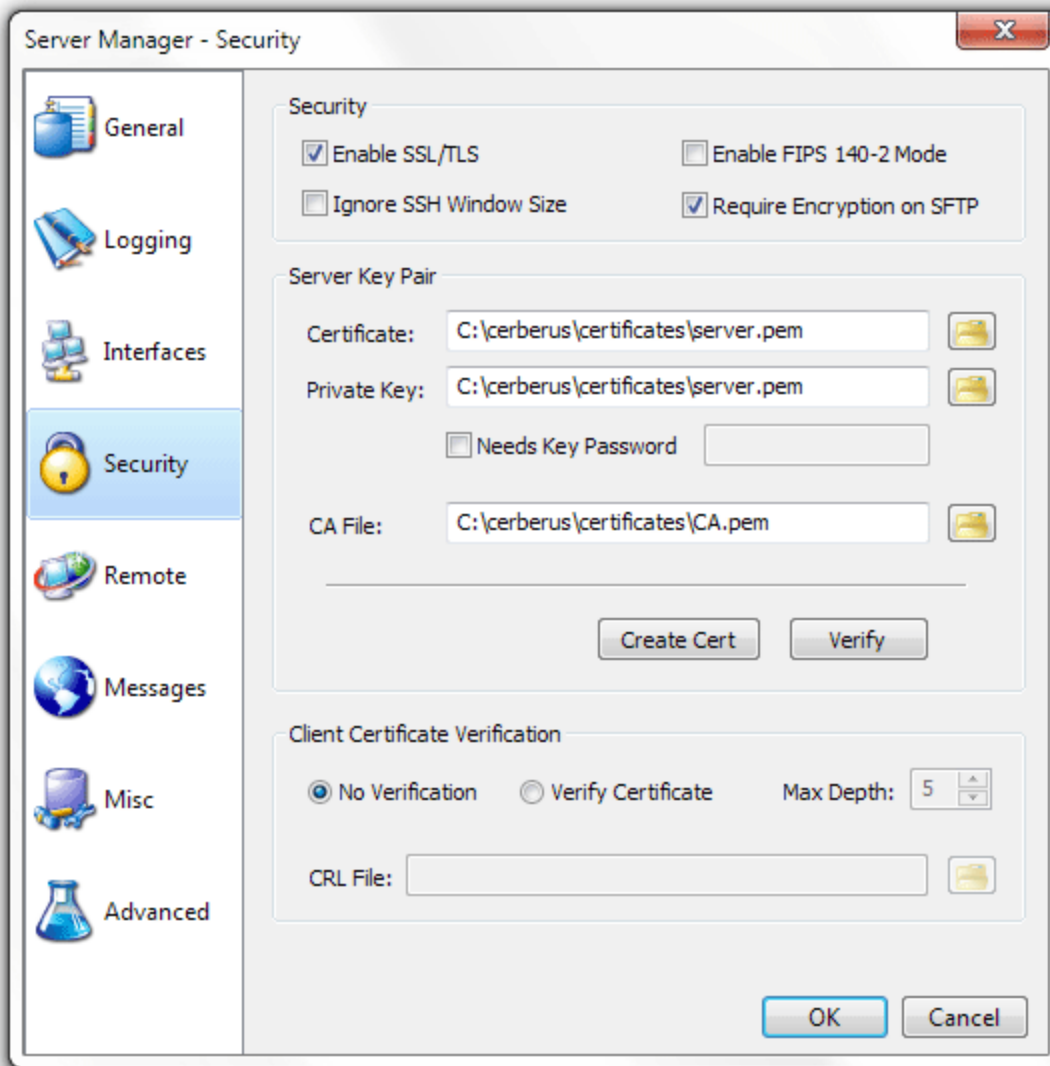 Server Manager - Security
General
Logging
Interfaces
Security
Remote
Messages
Misc
Advanced
Security
Enable SSL/TLS Enable FIPS 140-2 Mode
Ignore SSH Window Size Require Encryption on SFTP
Server Key Pair
Certificate: C:\cerberus\certificates\server.pem
Private Key: C:\cerberus\certificates\server.pem
Needs Key Password
CA File: C:\cerberus\certificates\CA.pem
Create Cert Verify
Client Certificate Verification
No Verification Verify Certificate Max Depth: 5
CRL File:
OK Cancel